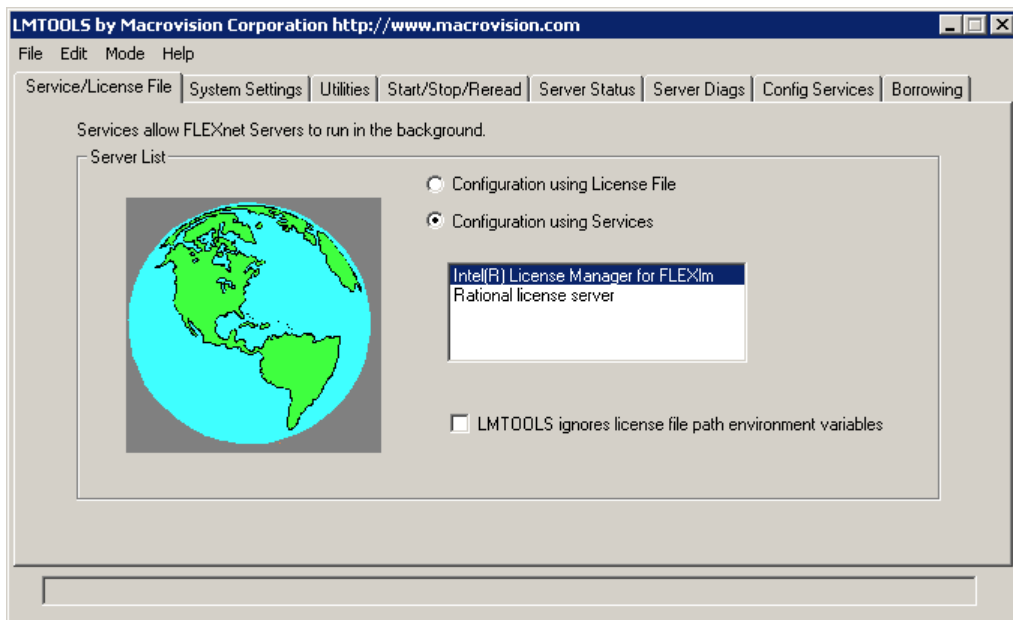 LMTOOLS by Macrovision Corporation http://www.macrovision.com
File Edit Mode Help
Service/License File System Settings Utilities Start/Stop/Reread Server Status Server Diags Config Services Borrowing
Services allow FLEXnet Servers to run in the background.
Server List
Configuration using License File
Configuration using Services
Intel(R) License Manager for FLEXlm
Rational license server
LMTOOLS ignores license file path environment variables